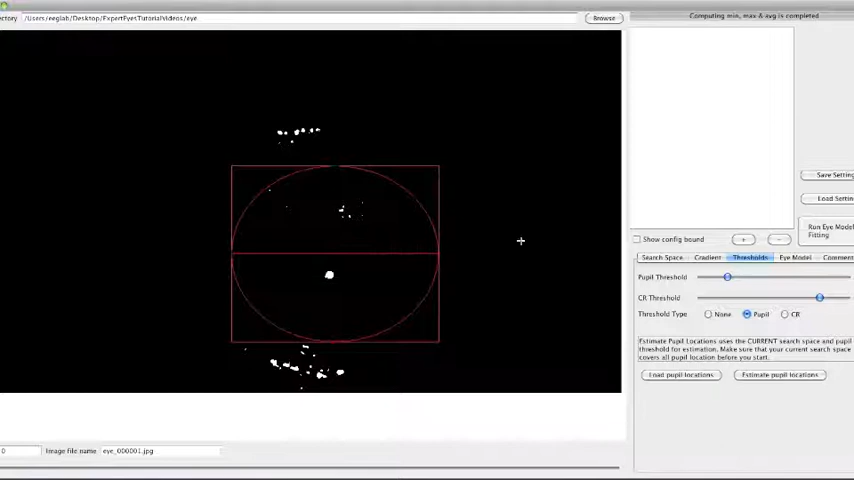 ectory /Users/eeglab/Desktop/ExpertEyesTutorialVideos/eye Browse Computing min, max & avg is completed
Save Setting
Load Setting
Run Eye Model
Fitting
Show config bound + -
Search Space Gradient Thresholds Eye Model Comment
Pupil Threshold
CR Threshold
Threshold Type None Pupil CR
Estimate Pupil Locations uses the CURRENT search space and pupil
threshold for estimation. Make sure that your current search space
covers all pupil location before you start.
Load pupil locations Estimate pupil locations
0 Image file name eye_000001.jpg